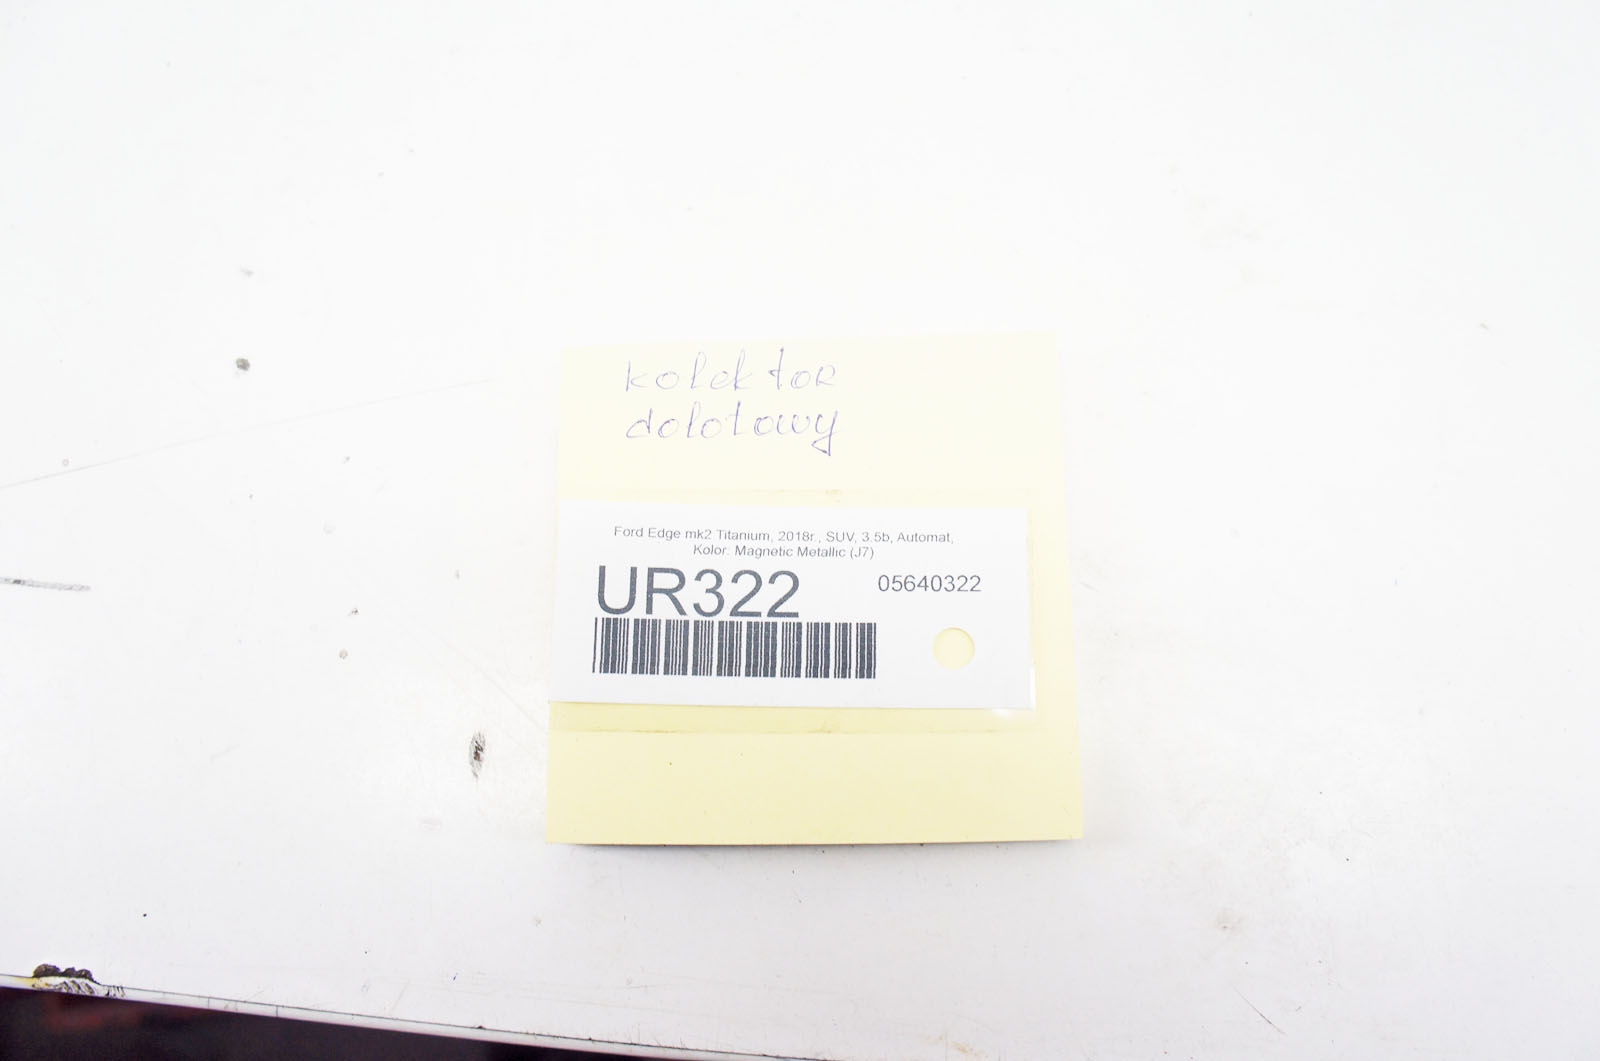 kolektor
dolotowy
Ford Edge mk2 Titanium, 2018r., SUV, 3.5b, Automat,
Kolor: Magnetic Metallic (J7)
UR322
05640322